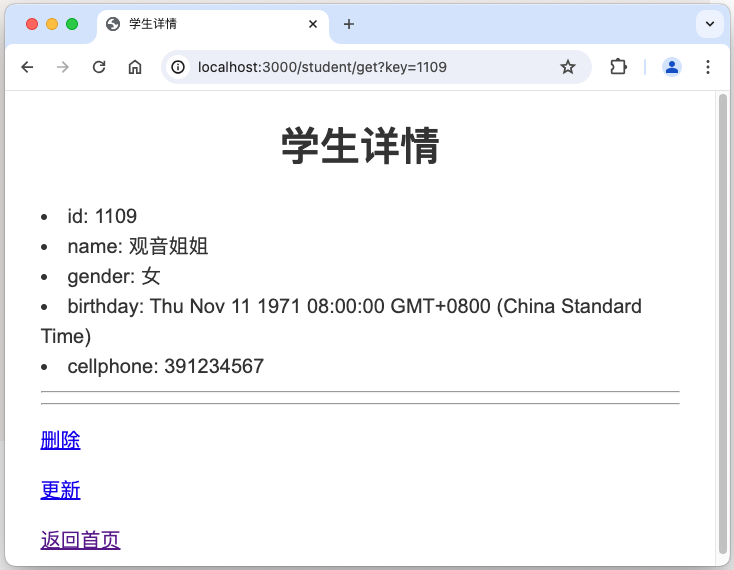 学生详情
localhost:3000/student/get?key=1109
学生详情
• id: 1109
• name: 观音姐姐
• gender: 女
• birthday: Thu Nov 11 1971 08:00:00 GMT+0800 (China Standard
Time)
• cellphone: 391234567
删除
更新
返回首页